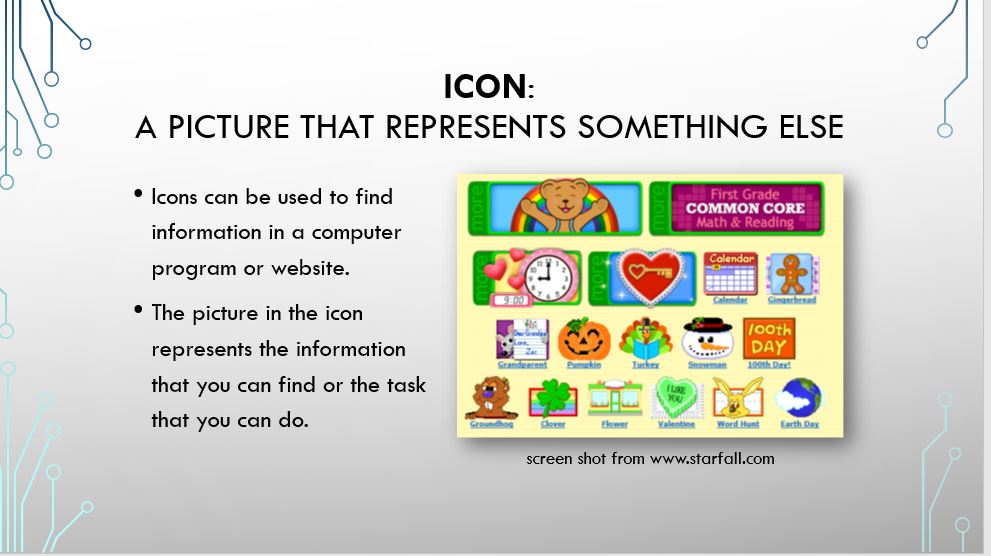 ICON:
A PICTURE THAT REPRESENTS SOMETHING ELSE
• Icons can be used to find
information in a computer
program or website.
• The picture in the icon
represents the information
that you can find or the task
that you can do.
more
more
First Grade
COMMON CORE
Math & Reading
more
9:00
more
Calendar
Calendar
Gingerbread
Dear Grandpa
Love,
Zac
100th
DAY
Grandparent
Pumpkin
Turkey
Snowman
100th Day!
I LIKE
YOU
Groundhog
Clover
Flower
Valentine
Word Hunt
Earth Day
screen shot from www.starfall.com